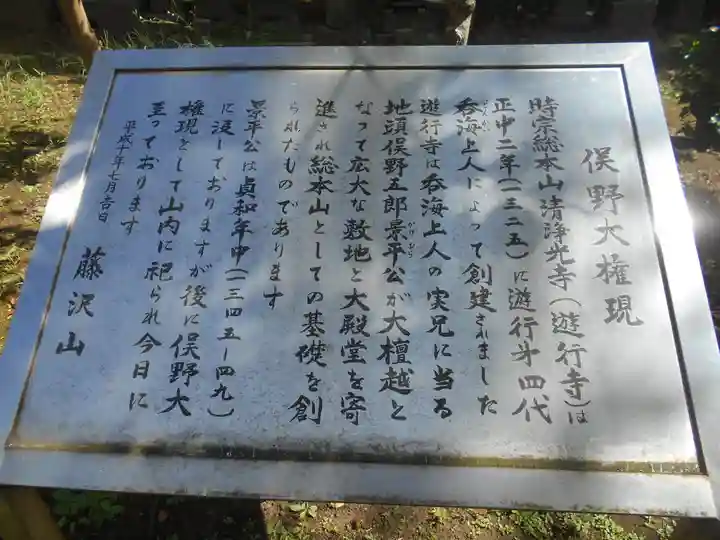 俣野大権現
時宗総本山清浄光寺(遊行寺)は
正中二年(一三二五)に遊行第四代
呑海上人によって創建されました
遊行寺は呑海上人の実兄に当る
地頭俣野五郎景平公が大檀越と
なって広大な敷地と大殿堂を寄
進され総本山としての基礎を創
られたものであります
景平公は貞和年中(一三四五ー四九)
に没しておりますが後に俣野大
権現として山内に祀られ今日に
至っております
平成十年七月吉日
藤沢山